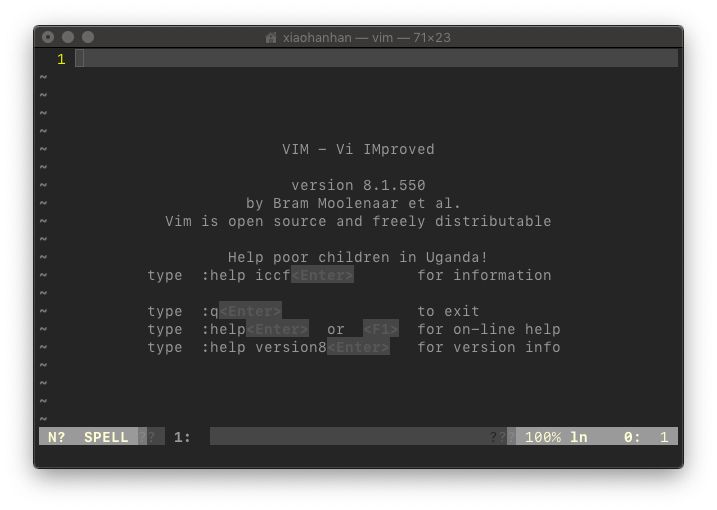 xiaohanhan — vim — 71×23
1
~
~
~
~
~ VIM - Vi IMproved
~
~ version 8.1.550
~ by Bram Moolenaar et al.
~ Vim is open source and freely distributable
~
~ Help poor children in Uganda!
~ type :help iccf<Enter> for information
~
~ type :q<Enter> to exit
~ type :help<Enter> or <F1> for on-line help
~ type :help version8<Enter> for version info
~
~
~
~
N? SPELL ?? 1: ??? 100% ln 0: 1